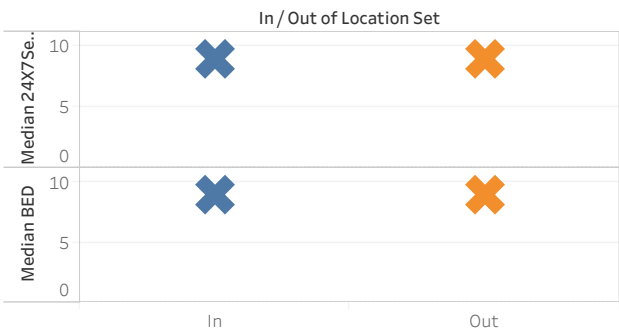 In / Out of Location Set
Median 24X7Se..
10
5
0
Median BED
10
5
0
In
Out